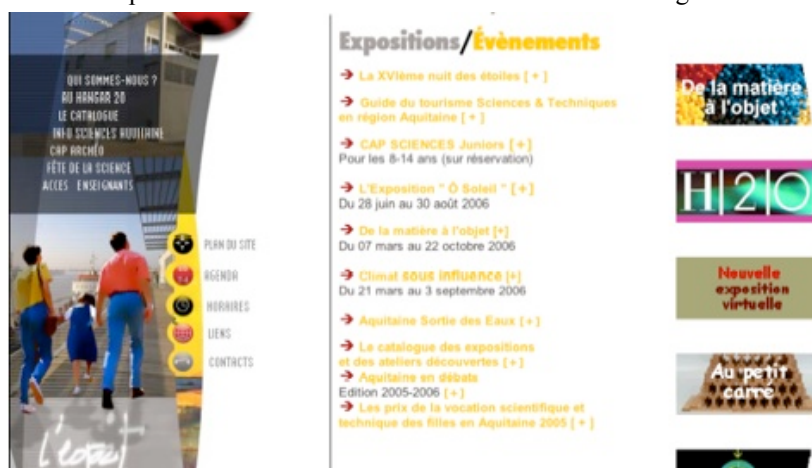 QUI SOMMES-NOUS ?
AU HANGAR 20
LE CATALOGUE
INFO SCIENCES AQUITAINE
CAP ARCHÉO
FÊTE DE LA SCIENCE
ACCES ENSEIGNANTS
PLAN DU SITE
AGENDA
HORAIRES
LIENS
CONTACTS
Expositions/Évènements
La XVIème nuit des étoiles [ + ]
Guide du tourisme Sciences & Techniques
en région Aquitaine [ + ]
CAP SCIENCES Juniors [ + ]
Pour les 8-14 ans (sur réservation)
L'Exposition " Ô Soleil " [ + ]
Du 28 juin au 30 août 2006
De la matière à l'objet [+]
Du 07 mars au 22 octobre 2006
Climat sous influence [+]
Du 21 mars au 3 septembre 2006
Aquitaine Sortie des Eaux [ + ]
Le catalogue des expositions
et des ateliers découvertes [ + ]
Aquitaine en débats
Edition 2005-2006 [ + ]
Les prix de la vocation scientifique et
technique des filles en Aquitaine 2005 [ + ]
De la matière
à l'objet
H|2|O
Nouvelle
exposition
virtuelle
Au petit
carré